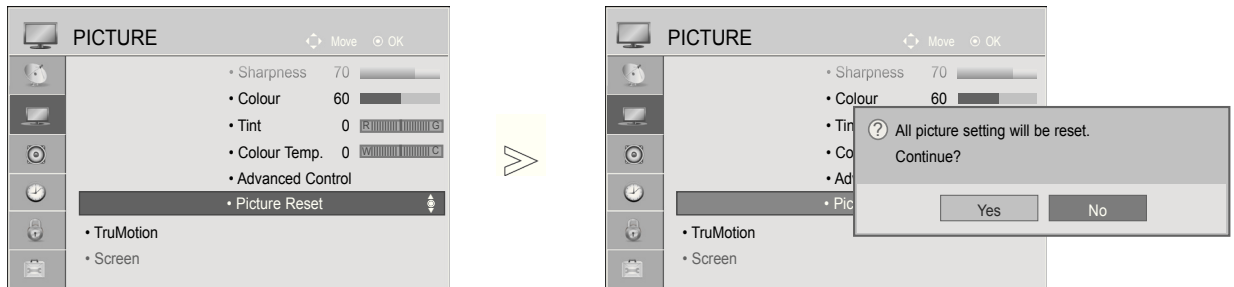 PICTURE
Move OK
• Sharpness 70
• Colour 60
• Tint 0 R G
• Colour Temp. 0 W C
• Advanced Control
• Picture Reset
• TruMotion
• Screen
PICTURE
Move OK
• Sharpness 70
• Colour 60
• Tin
• Co
• Ad
• Pic
• TruMotion
• Screen
? All picture setting will be reset.
Continue?
Yes No